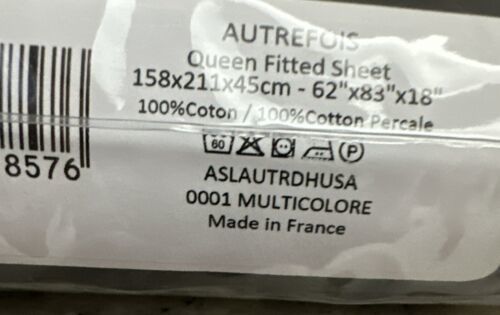 AUTREFOIS
Queen Fitted Sheet
158x211x45cm - 62"x83"x18"
100%Coton / 100%Cotton Percale
60 P
8576
ASLAUTRDHUSA
0001 MULTICOLORE
Made in France